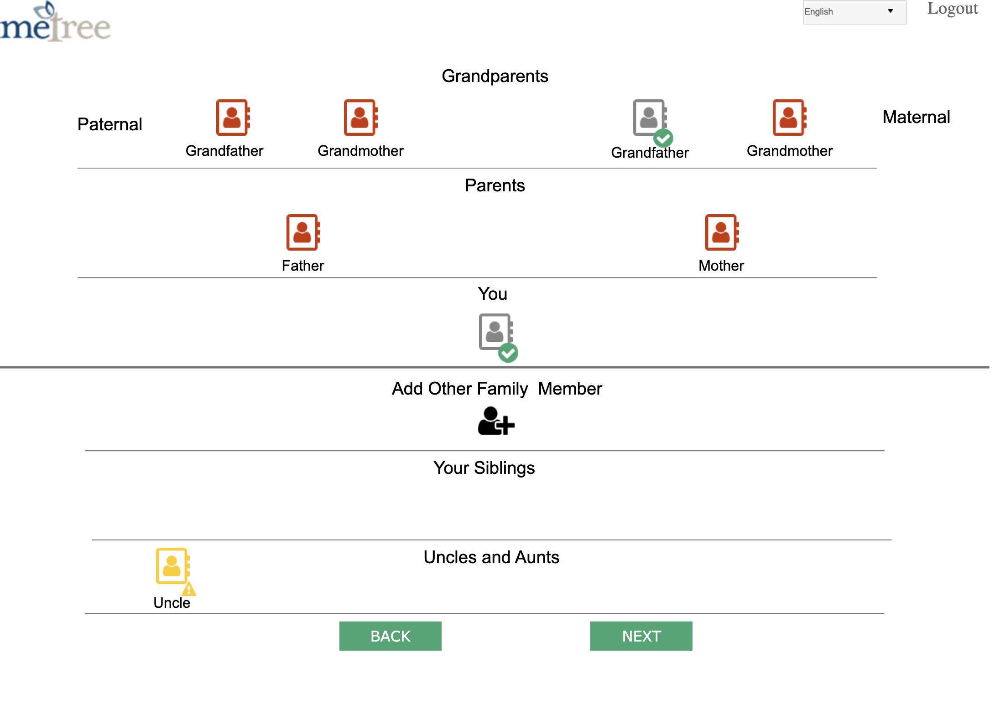 metree
English
Logout
Grandparents
Paternal
Grandfather
Grandmother
Grandfather
Grandmother
Maternal
Parents
Father
Mother
You
Add Other Family  Member
Your Siblings
Uncles and Aunts
Uncle
BACK
NEXT